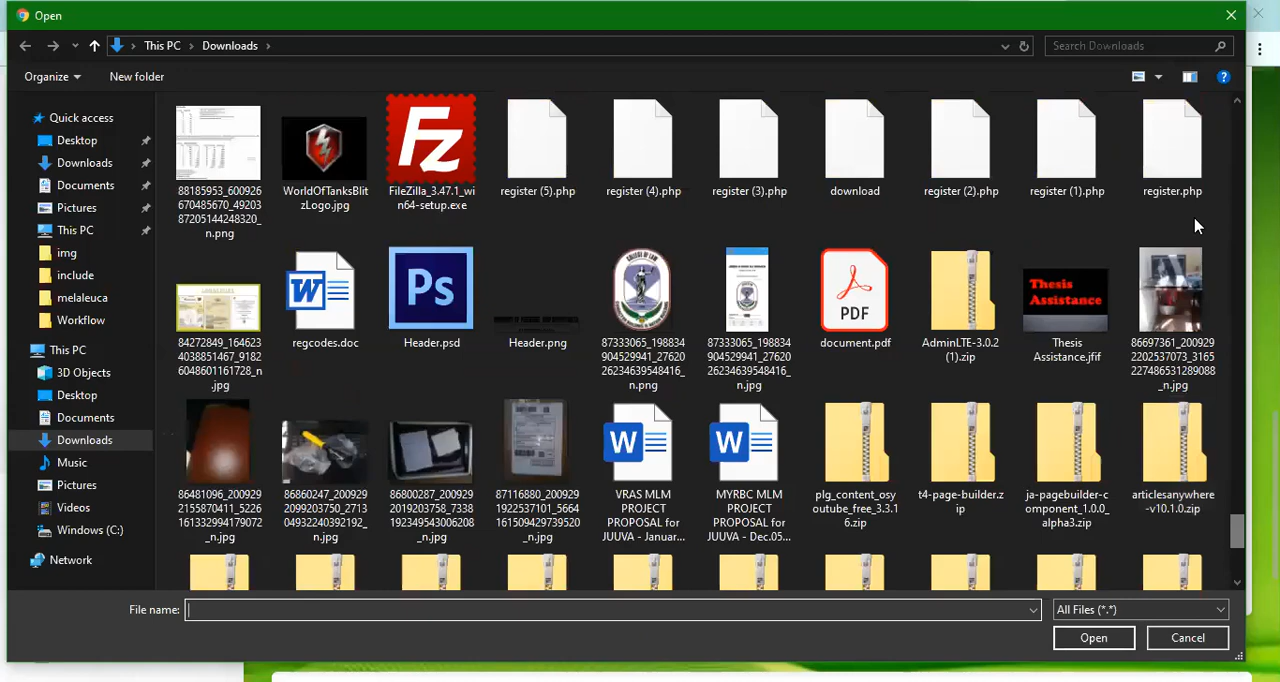 Open
This PC
Downloads
Search Downloads
Organize
New folder
Quick access
Desktop
Downloads
Documents
Pictures
This PC
img
include
melaleuca
Workflow
This PC
3D Objects
Desktop
Documents
Downloads
Music
Pictures
Videos
Windows (C:)
Network
88185953_600926
670485670_49203
87205144248320_
n.png
WorldOfTanksBlit
zLogo.jpg
Fz
FileZilla_3.47.1_wi
n64-setup.exe
register (5).php
register (4).php
register (3).php
download
register (2).php
register (1).php
register.php
84272849_164623
4038851467_9182
6048601161728_n
.jpg
W
regcodes.doc
Ps
Header.psd
Header.png
COLLEGE OF LAW
87333065_198834
904529941_27620
26234639548416_
n.png
87333065_198834
904529941_27620
26234639548416_
n.jpg
PDF
document.pdf
AdminLTE-3.0.2
(1).zip
Thesis
Assistance
Thesis
Assistance.jfif
86697361_200929
2202537073_3165
227486531289088
_n.jpg
86481096_200929
2155870411_5226
161332994179072
_n.jpg
86860247_200929
2099203750_2713
04932240392192_
n.jpg
86800287_200929
2019203758_7338
192349543006208
_n.jpg
87116880_200929
1922537101_5664
161509429739520
_n.jpg
W
VRAS MLM
PROJECT
PROPOSAL for
JUUVA - Januar...
W
MYRBC MLM
PROJECT
PROPOSAL for
JUUVA - Dec.05...
plg_content_osy
outube_free_3.3.1
6.zip
t4-page-builder.z
ip
ja-pagebuilder-c
omponent_1.0.0_
alpha3.zip
articlesanywhere
-v10.1.0.zip
File name:
All Files (*.*)
Open
Cancel